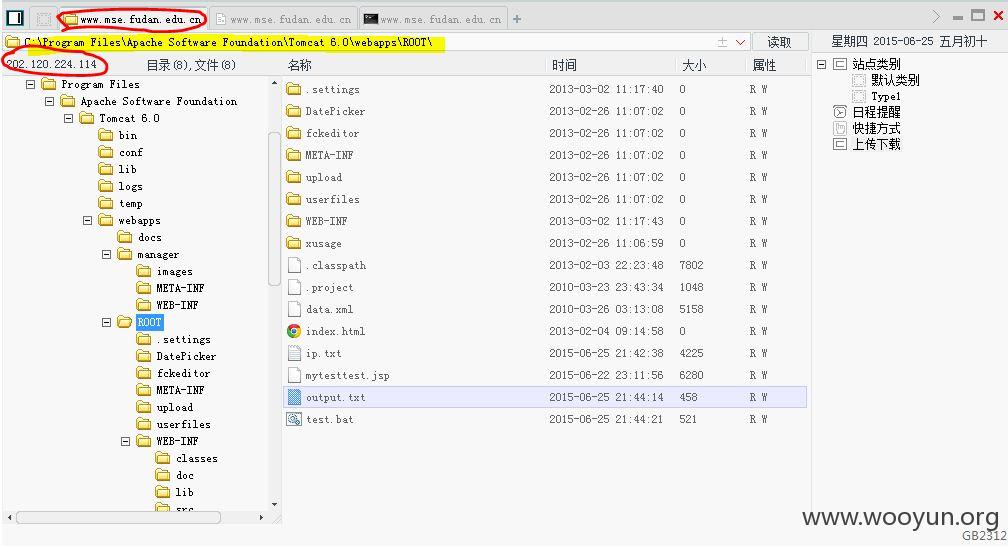 www.mse.fudan.edu.cn www.mse.fudan.edu.cn www.mse.fudan.edu.cn
C:\Program Files\Apache Software Foundation\Tomcat 6.0\webapps\ROOT\ 读取 星期四 2015-06-25 五月初十
202.120.224.114 目录(8),文件(8)
Program Files
Apache Software Foundation
Tomcat 6.0
bin
conf
lib
logs
temp
webapps
docs
manager
images
META-INF
WEB-INF
ROOT
.settings
DatePicker
fckeditor
META-INF
upload
userfiles
WEB-INF
classes
doc
lib
src
名称 时间 大小 属性
.settings 2013-03-02 11:17:40 0 R W
DatePicker 2013-02-26 11:07:02 0 R W
fckeditor 2013-02-26 11:07:02 0 R W
META-INF 2013-02-26 11:07:02 0 R W
upload 2013-02-26 11:07:02 0 R W
userfiles 2013-02-26 11:07:02 0 R W
WEB-INF 2013-03-02 11:17:43 0 R W
xusage 2013-02-26 11:06:59 0 R W
.classpath 2013-02-03 22:23:48 7802 R W
.project 2010-03-23 23:43:34 1048 R W
data.xml 2010-03-26 03:13:08 5158 R W
index.html 2013-02-04 09:14:58 0 R W
ip.txt 2015-06-25 21:42:38 4225 R W
mytesttest.jsp 2015-06-22 23:11:56 6280 R W
output.txt 2015-06-25 21:44:14 458 R W
test.bat 2015-06-25 21:44:21 521 R W
站点类别
默认类别
Type1
日程提醒
快捷方式
上传下载
www.wooyun.org
GB2312